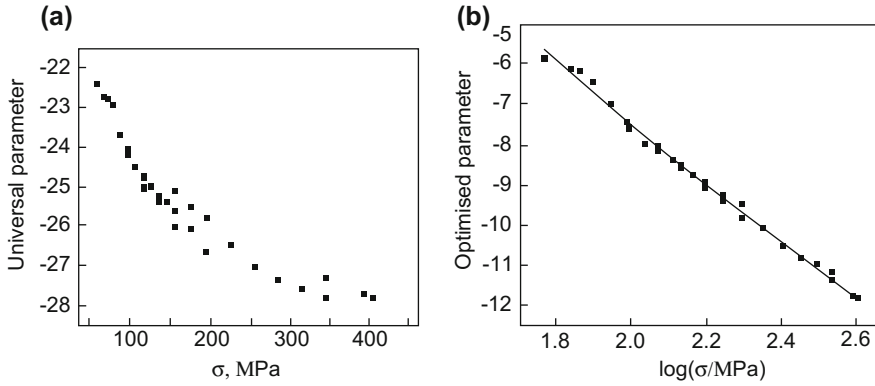 (a)
Universal parameter
-22
-23
-24
-25
-26
-27
-28
100 200 300 400
σ, MPa
(b)
Optimised parameter
-5
-6
-7
-8
-9
-10
-11
-12
1.8 2.0 2.2 2.4 2.6
log(σ/MPa)